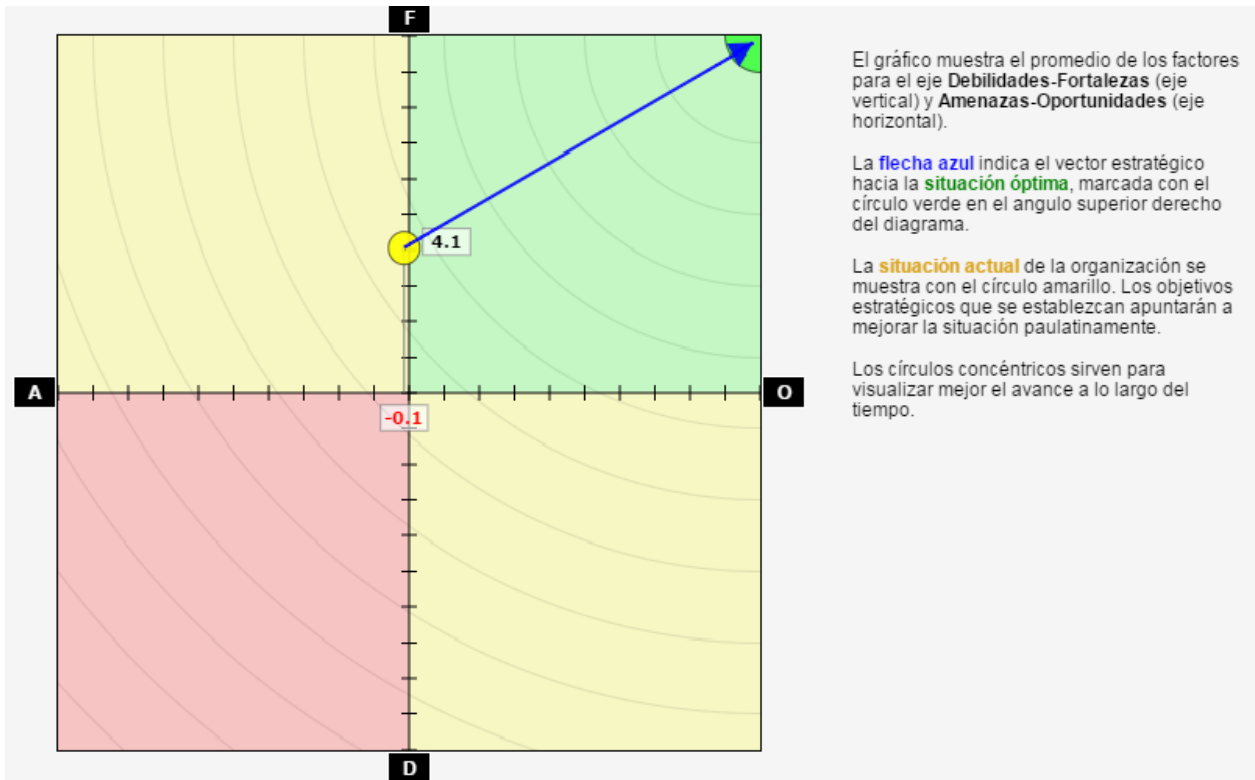 F
El gráfico muestra el promedio de los factores
para el eje Debilidades-Fortalezas (eje
vertical) y Amenazas-Oportunidades (eje
horizontal).
La flecha azul indica el vector estratégico
hacia la situación óptima, marcada con el
círculo verde en el angulo superior derecho
del diagrama.
4.1
La situación actual de la organización se
muestra con el círculo amarillo. Los objetivos
estratégicos que se establezcan apuntarán a
mejorar la situación paulatinamente.
Los círculos concéntricos sirven para
visualizar mejor el avance a lo largo del
tiempo.
A
O
-0.1
D